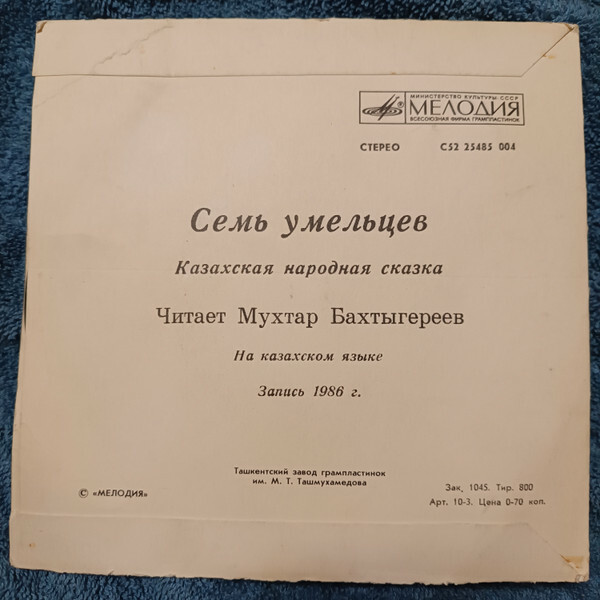 МИНИСТЕРСТВО КУЛЬТУРЫ СССР
МЕЛОДИЯ
ВСЕСОЮЗНАЯ ФИРМА ГРАМПЛАСТИНОК
СТЕРЕО С52 25485 004
Семь умельцев
Казахская народная сказка
Читает Мухтар Бахтыгереев
На казахском языке
Запись 1986 г.
Ташкентский завод грампластинок
им. М. Т. Ташмухамедова
© «МЕЛОДИЯ»
Зак. 1045. Тир. 800
Арт. 10-3. Цена 0-70 коп.